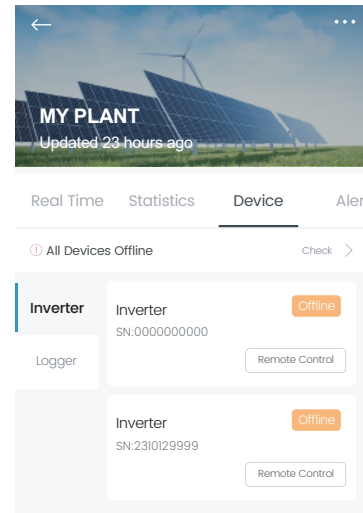 MY PLANT
Updated 23 hours ago
Real Time Statistics Device Aler
All Devices Offline Check
Inverter
Logger
Inverter Offline
SN:0000000000
Remote Control
Inverter Offline
SN:2310129999
Remote Control